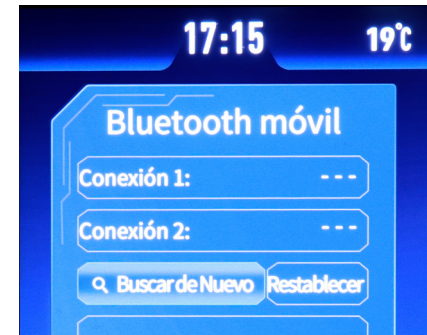 17:15 19°C
Bluetooth móvil
Conexión 1: ---
Conexión 2: ---
Buscar de Nuevo Restablecer